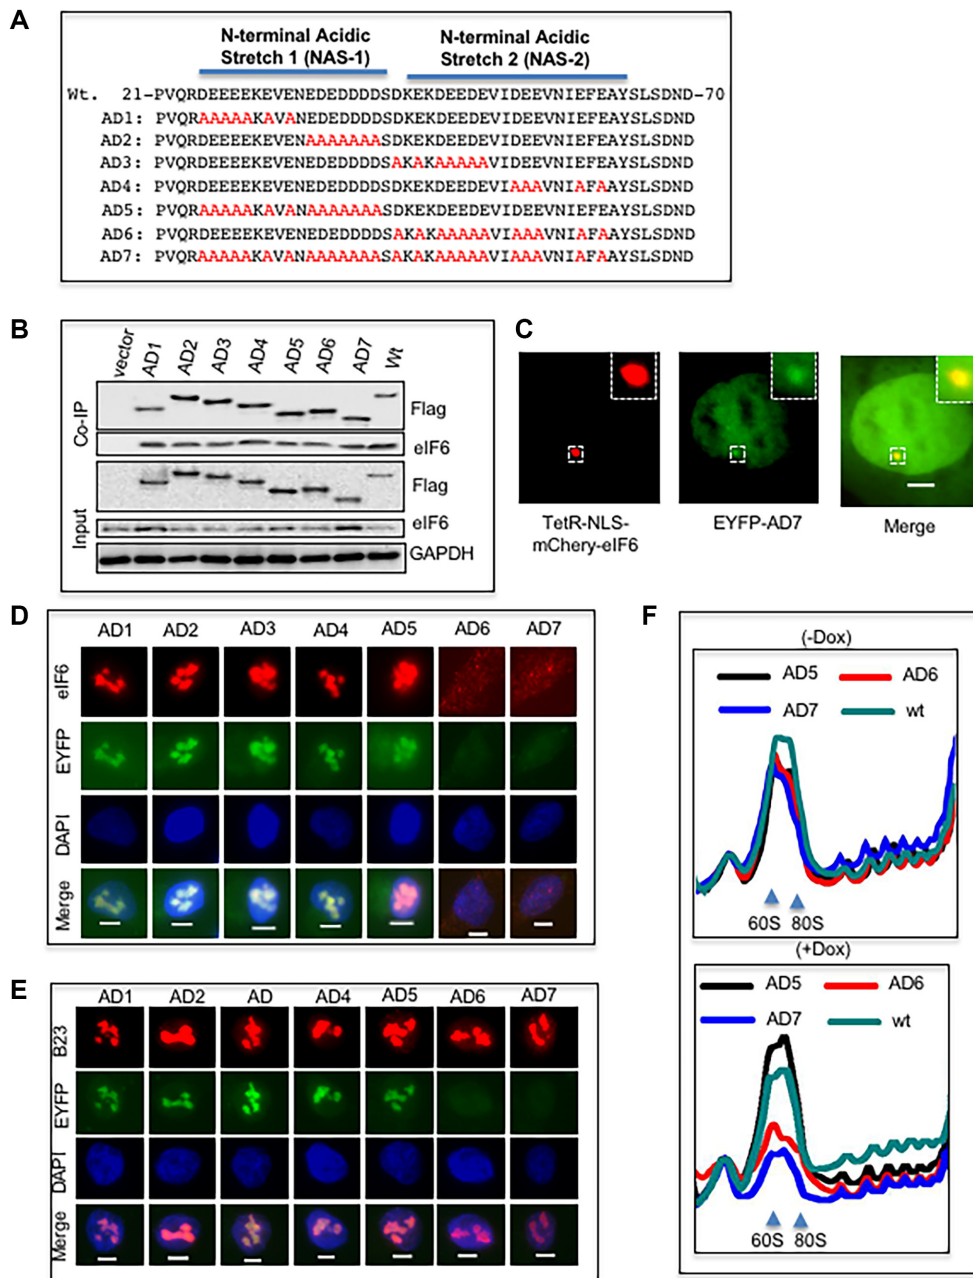 A
N-terminal Acidic
Stretch 1 (NAS-1)
N-terminal Acidic
Stretch 2 (NAS-2)
Wt. 21-PVQRDEEEEKEVENEDEDDDDSDKEKDEEDEVIDEEVNIEFEAYSLSDND-70
AD1: PVQRAAAAAKAVANEDEDDDDSDKEKDEEDEVIDEEVNIEFEAYSLSDND
AD2: PVQRDEEEEKEVENAAAAAAASDKEKDEEDEVIDEEVNIEFEAYSLSDND
AD3: PVQRDEEEEKEVENEDEDDDDSAKAKAAAAAVIDEEVNIEFEAYSLSDND
AD4: PVQRDEEEEKEVENEDEDDDDSDKEKDEEDEVIAAAVNIAFAAYSLSDND
AD5: PVQRAAAAAKAVANAAAAAAASDKEKDEEDEVIDEEVNIEFEAYSLSDND
AD6: PVQRDEEEEKEVENEDEDDDDSAKAKAAAAAVIAAAVNIAFAAYSLSDND
AD7: PVQRAAAAAKAVANAAAAAAASAKAKAAAAAVIAAAVNIAFAAYSLSDND
B
vector AD1 AD2 AD3 AD4 AD5 AD6 AD7 Wt
Co-IP
Flag
eIF6
Input
Flag
eIF6
GAPDH
C
TetR-NLS-
mChery-eIF6
EYFP-AD7
Merge
D
AD1 AD2 AD3 AD4 AD5 AD6 AD7
eIF6
EYFP
DAPI
Merge
E
AD1 AD2 AD AD4 AD5 AD6 AD7
B23
EYFP
DAPI
Merge
F
(-Dox)
AD5 AD6
AD7 wt
60S 80S
(+Dox)
AD5 AD6
AD7 wt
60S 80S